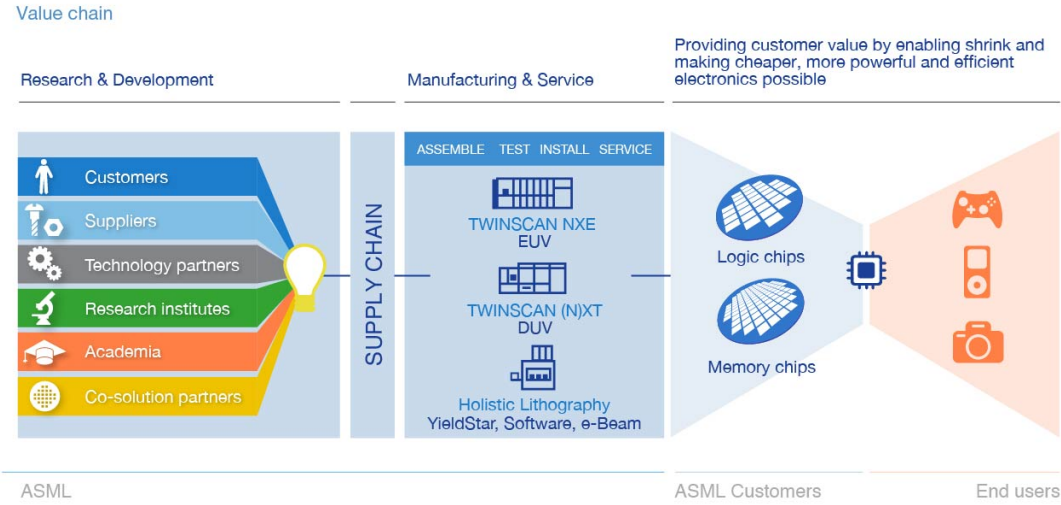 Value chain
Research & Development
Manufacturing & Service
Providing customer value by enabling shrink and
making cheaper, more powerful and efficient
electronics possible
Customers
Suppliers
Technology partners
Research institutes
Academia
Co-solution partners
SUPPLY CHAIN
ASSEMBLE TEST INSTALL SERVICE
TWINSCAN NXE
EUV
TWINSCAN (N)XT
DUV
Holistic Lithography
YieldStar, Software, e-Beam
Logic chips
Memory chips
ASML
ASML Customers
End users